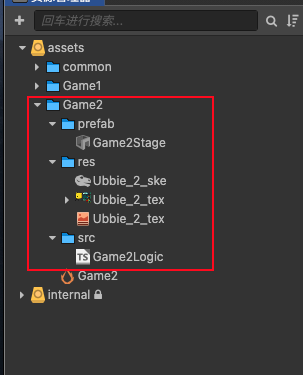 回车进行搜索...
assets
common
Game1
Game2
prefab
Game2Stage
res
Ubbie_2_ske
Ubbie_2_tex
Ubbie_2_tex
src
TS Game2Logic
Game2
internal